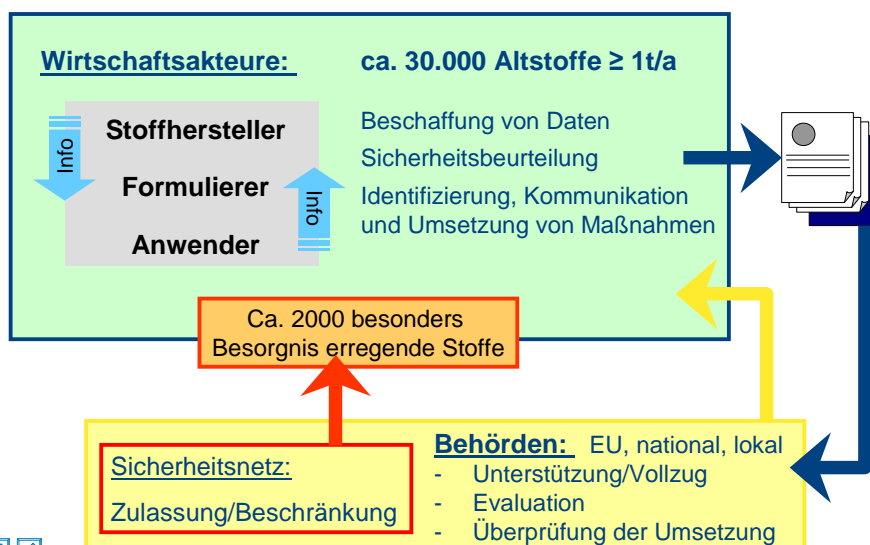 Wirtschaftsakteure:
ca. 30.000 Altstoffe ≥ 1t/a
Info
Stoffhersteller
Formulierer
Anwender
Info
Beschaffung von Daten
Sicherheitsbeurteilung
Identifizierung, Kommunikation
und Umsetzung von Maßnahmen
Ca. 2000 besonders
Besorgnis erregende Stoffe
Sicherheitsnetz:
Zulassung/Beschränkung
Behörden: EU, national, lokal
- Unterstützung/Vollzug
- Evaluation
- Überprüfung der Umsetzung